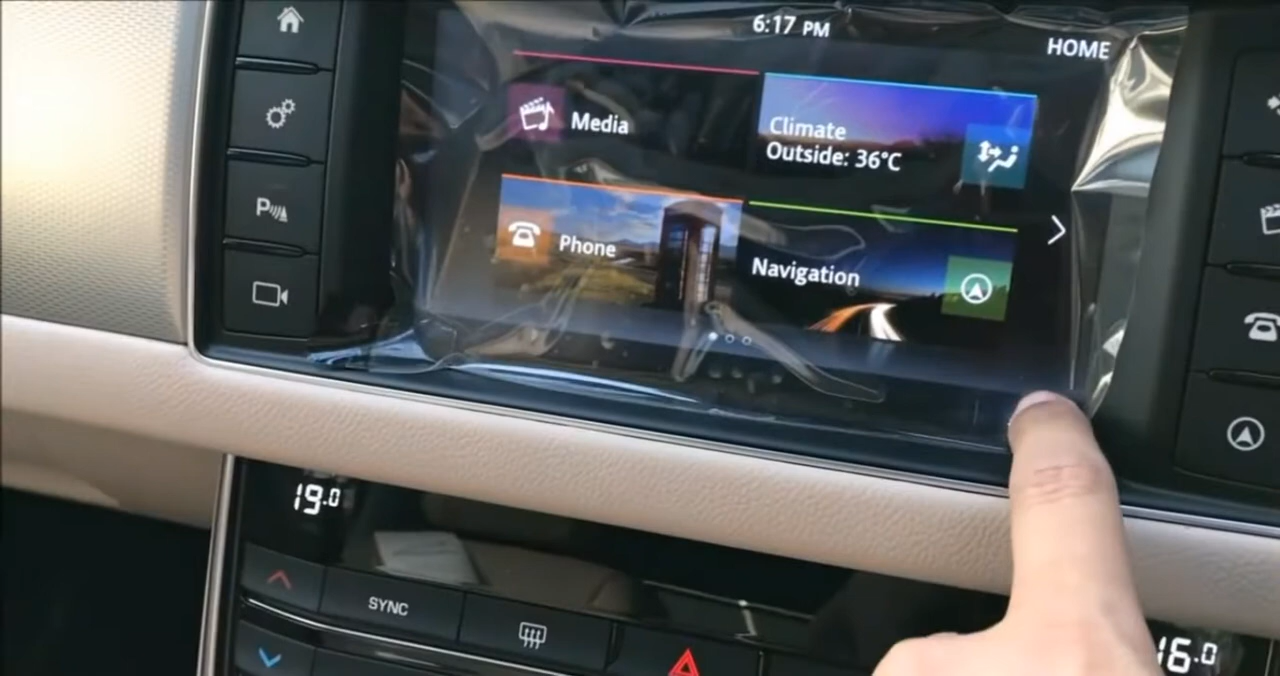 6:17 PM
HOME
Media
Climate
Outside: 36°C
Phone
Navigation
P
19.0
SYNC
16.0